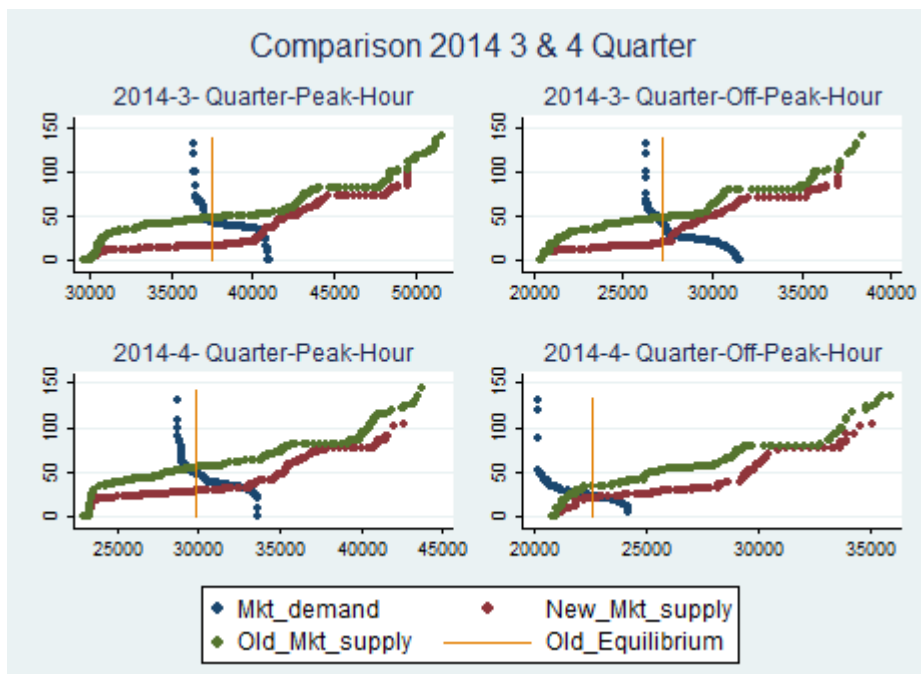 Comparison 2014 3 & 4 Quarter
2014-3- Quarter-Peak-Hour
150
100
50
0
30000 35000 40000 45000 50000
2014-3- Quarter-Off-Peak-Hour
150
100
50
0
20000 25000 30000 35000 40000
2014-4- Quarter-Peak-Hour
150
100
50
0
25000 30000 35000 40000 45000
2014-4- Quarter-Off-Peak-Hour
150
100
50
0
20000 25000 30000 35000
Mkt_demand New_Mkt_supply
Old_Mkt_supply Old_Equilibrium